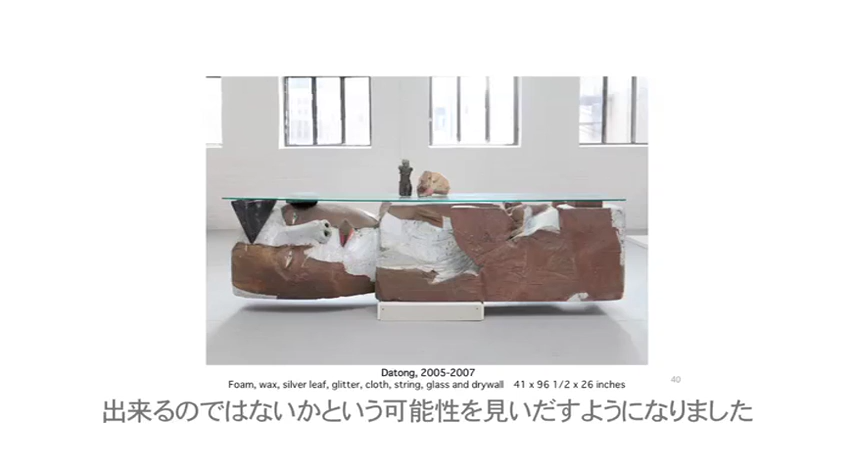 Datong, 2005-2007
Foam, wax, silver leaf, glitter, cloth, string, glass and drywall 41 x 96 1/2 x 26 inches
40
出来るのではないかという可能性を見いだすようになりました